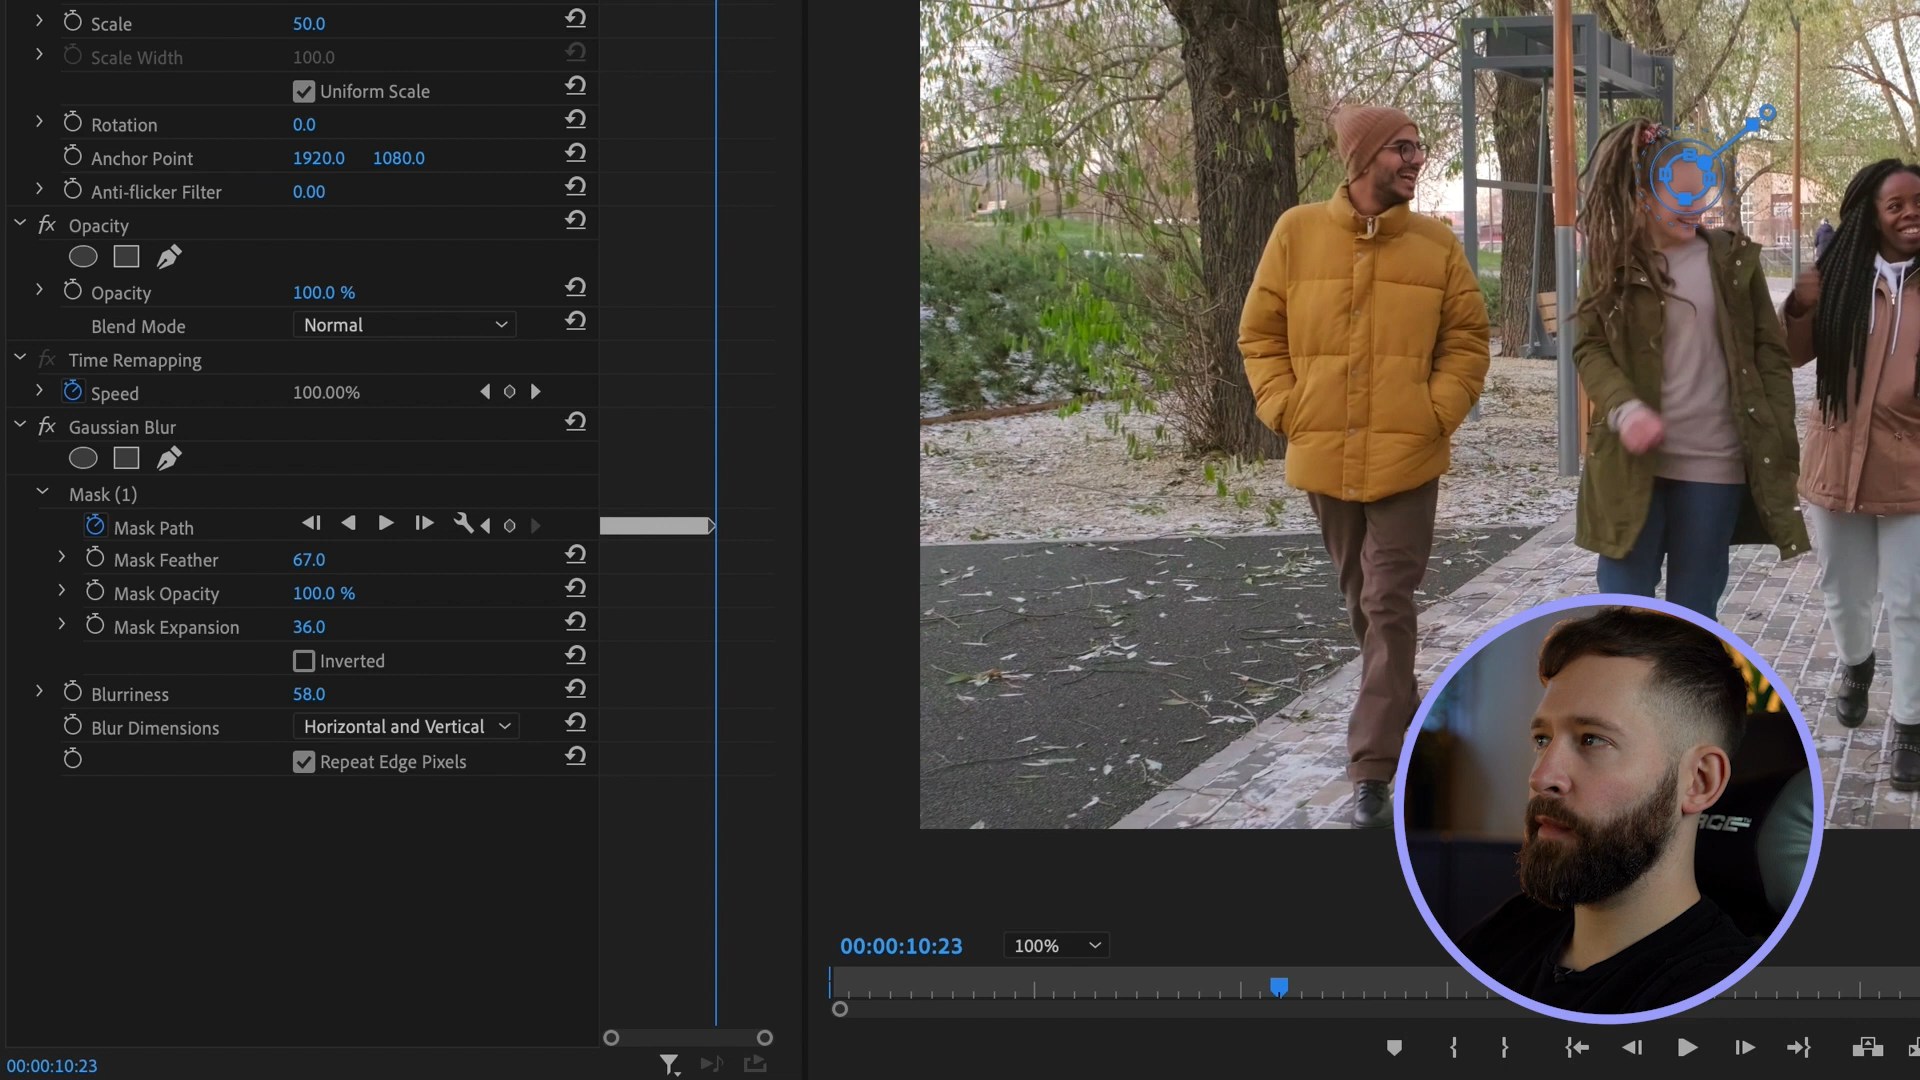 Scale 50.0
Scale Width 100.0
Uniform Scale
Rotation 0.0
Anchor Point 1920.0 1080.0
Anti-flicker Filter 0.00
fx Opacity
Opacity 100.0 %
Blend Mode Normal
fx Time Remapping
Speed 100.00%
fx Gaussian Blur
Mask (1)
Mask Path
Mask Feather 67.0
Mask Opacity 100.0 %
Mask Expansion 36.0
Inverted
Blurriness 58.0
Blur Dimensions Horizontal and Vertical
Repeat Edge Pixels
00:00:10:23
00:00:10:23 100%